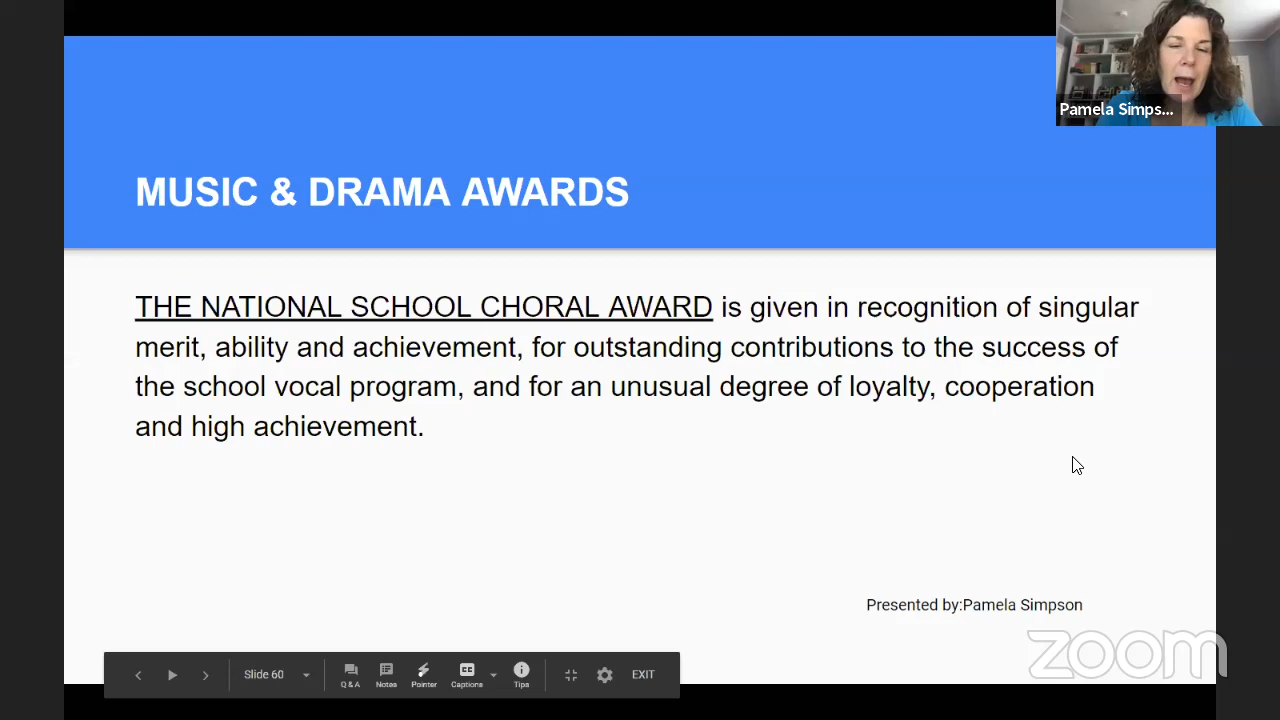 Pamela Simps...
MUSIC & DRAMA AWARDS
THE NATIONAL SCHOOL CHORAL AWARD is given in recognition of singular
merit, ability and achievement, for outstanding contributions to the success of
the school vocal program, and for an unusual degree of loyalty, cooperation
and high achievement.
Presented by:Pamela Simpson
zoom
Slide 60
Q & A
Notes
Pointer
CC
Captions
Tips
EXIT